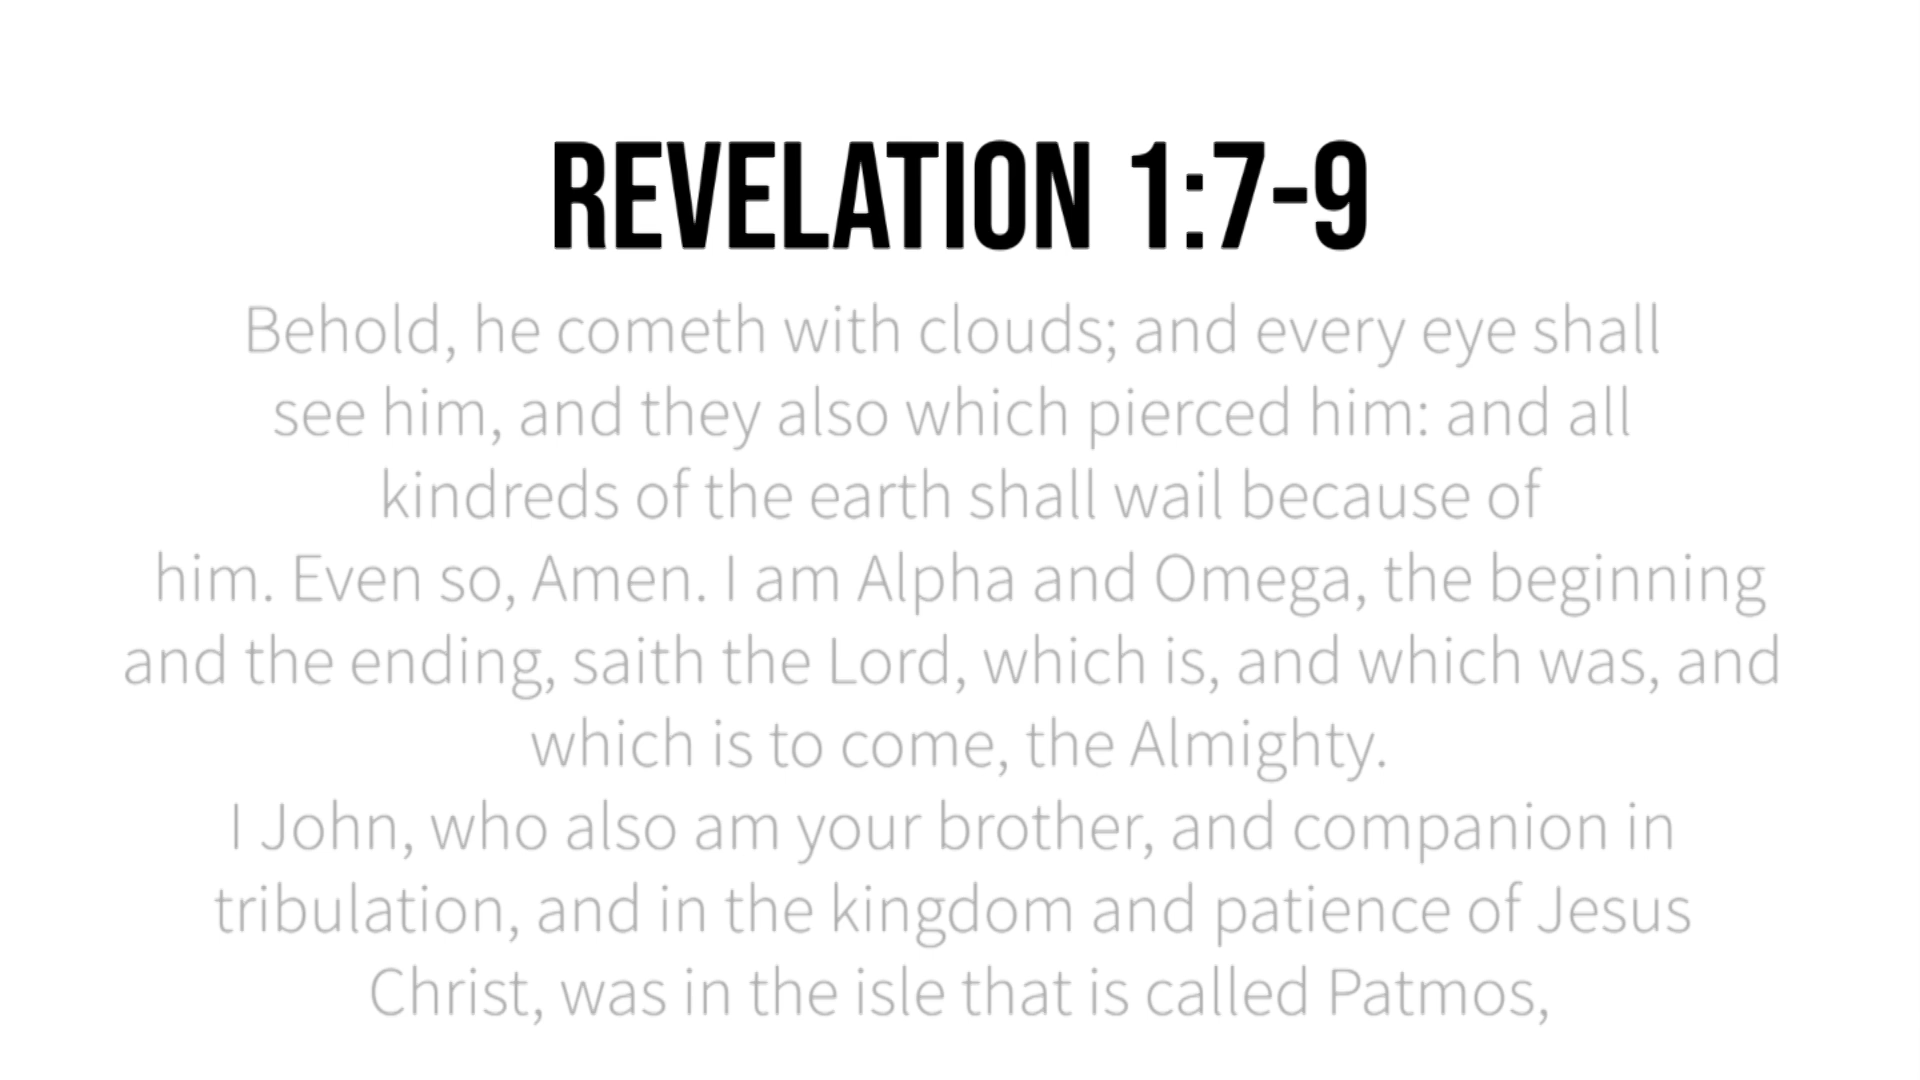 REVELATION 1:7-9
Behold, he cometh with clouds; and every eye shall
see him, and they also which pierced him: and all
kindreds of the earth shall wail because of
him. Even so, Amen. I am Alpha and Omega, the beginning
and the ending, saith the Lord, which is, and which was, and
which is to come, the Almighty.
I John, who also am your brother, and companion in
tribulation, and in the kingdom and patience of Jesus
Christ, was in the isle that is called Patmos,